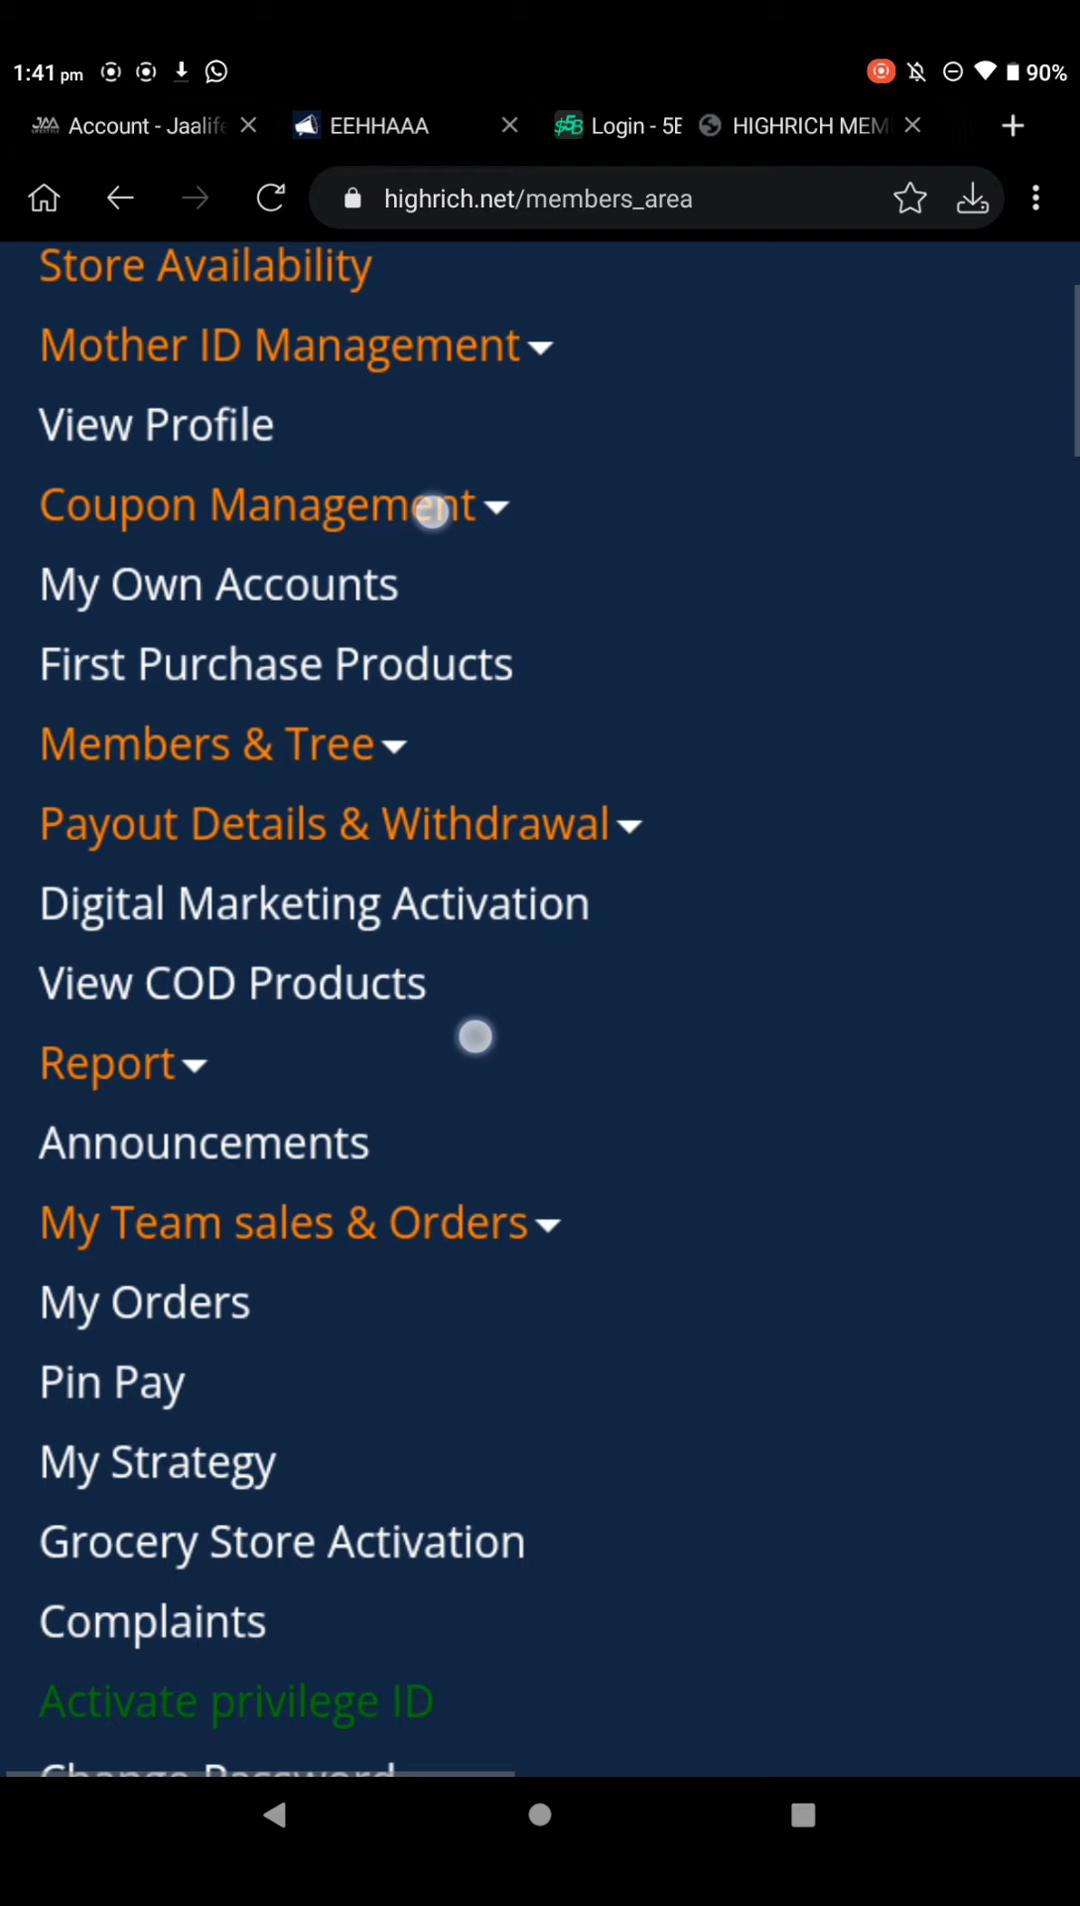 1:41 pm 90%
Account - Jaalife EEHHAAA Login - 5B HIGHRICH MEM
highrich.net/members_area
Store Availability
Mother ID Management
View Profile
Coupon Management
My Own Accounts
First Purchase Products
Members & Tree
Payout Details & Withdrawal
Digital Marketing Activation
View COD Products
Report
Announcements
My Team sales & Orders
My Orders
Pin Pay
My Strategy
Grocery Store Activation
Complaints
Activate privilege ID
Change Password